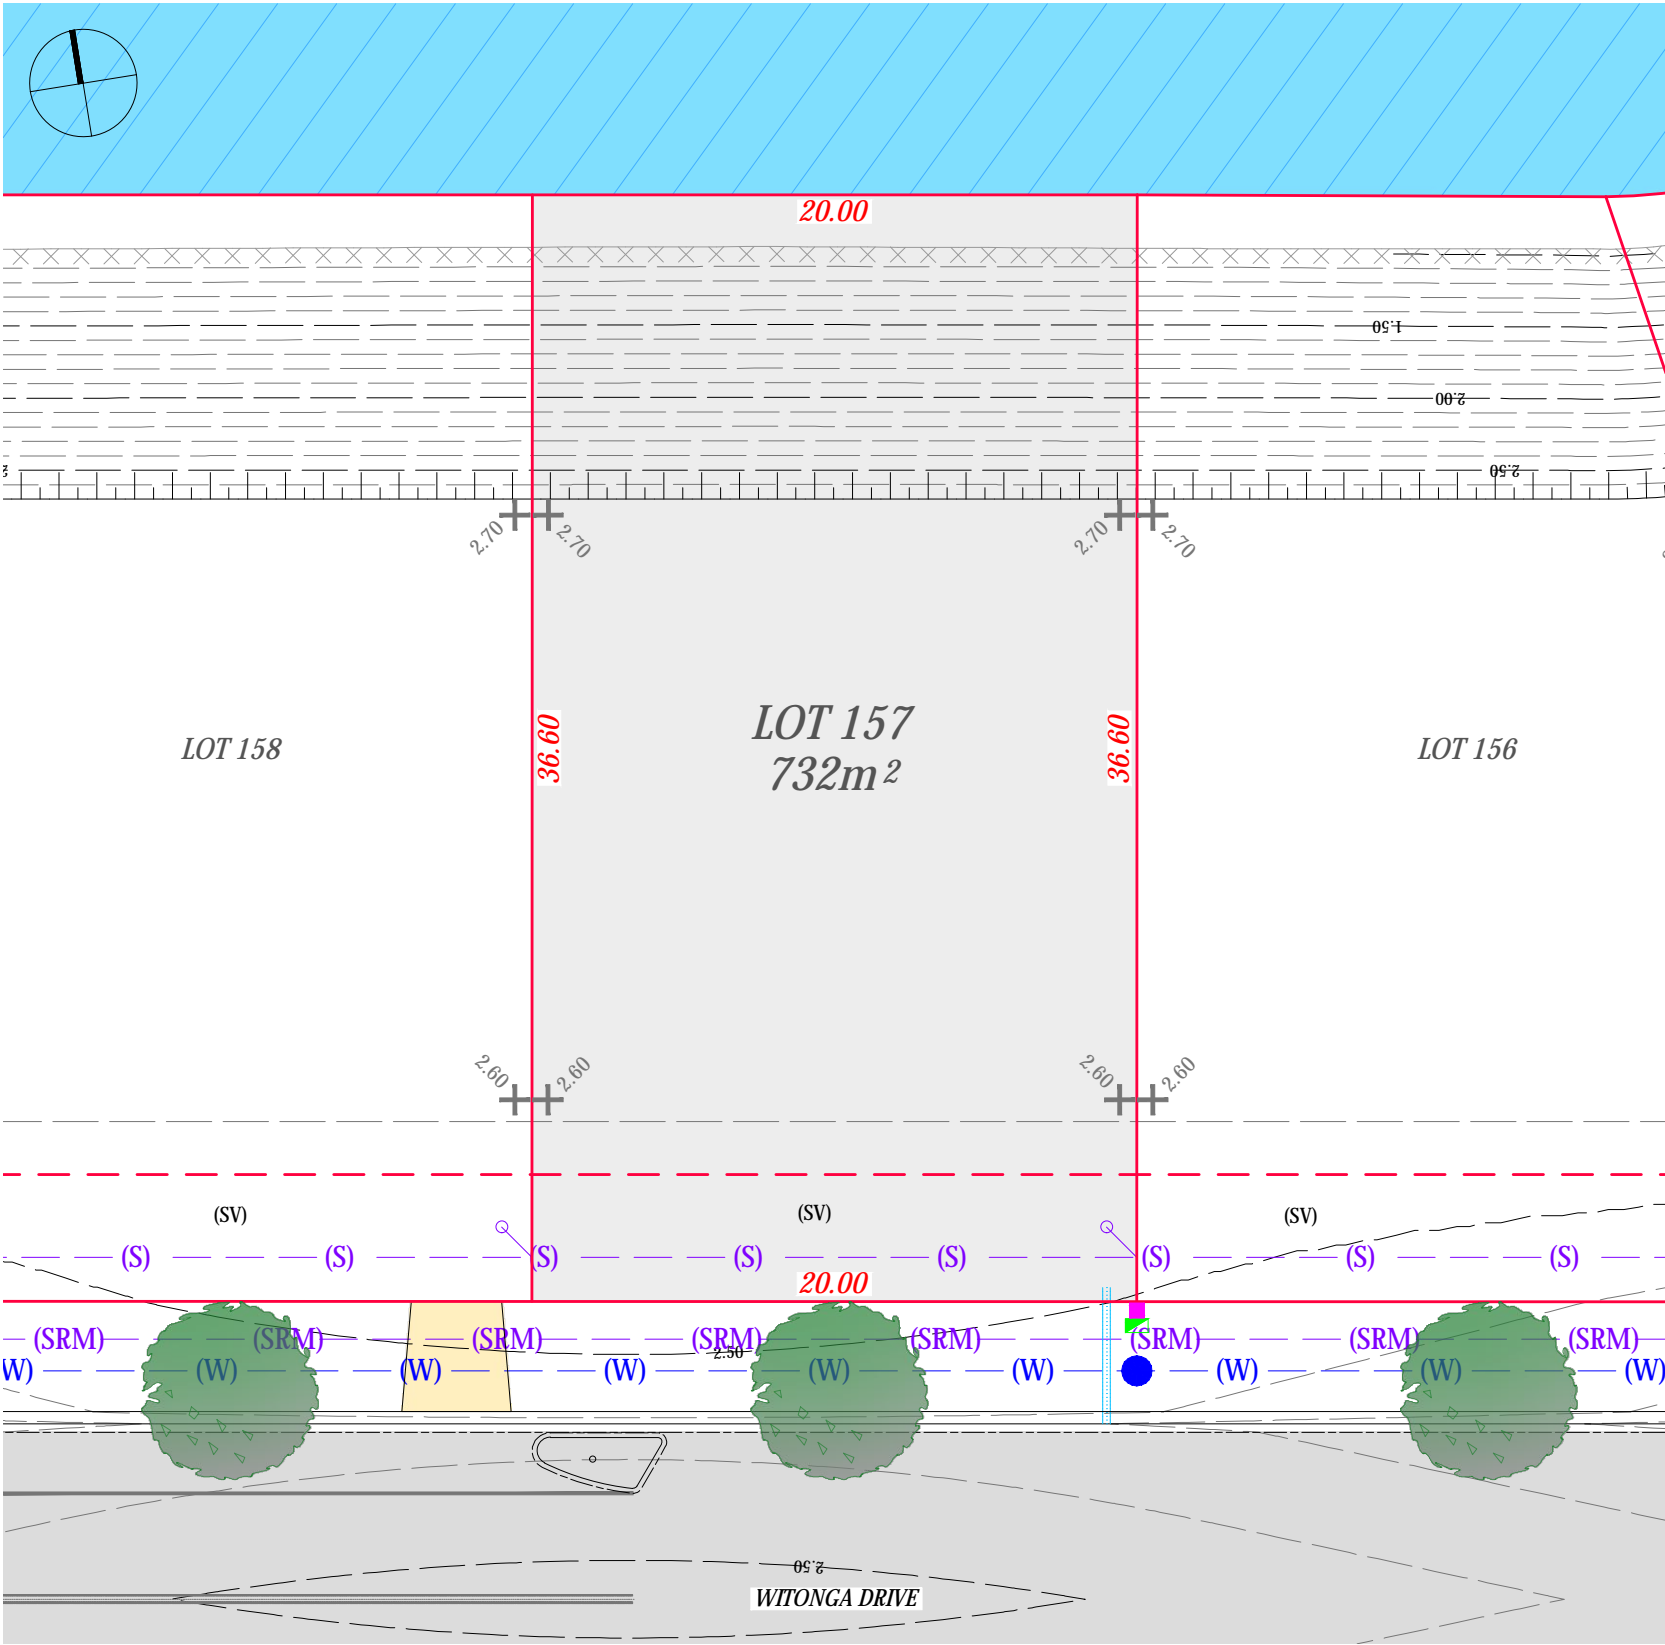 20.00
1.50
2.00
2.50
2.70 2.70 2.70 2.70
LOT 157
732m²
36.60 36.60
LOT 158 LOT 156
2.60 2.60 2.60 2.60
(SV) (SV) (SV)
(S) (S) (S) (S) (S) (S) (S) (S)
20.00
(SRM) (SRM) (SRM) (SRM) (SRM) (SRM) (SRM) (SRM)
2.50
W) (W) (W) (W) (W) (W) (W) (W) (W)
2.50
WITONGA DRIVE